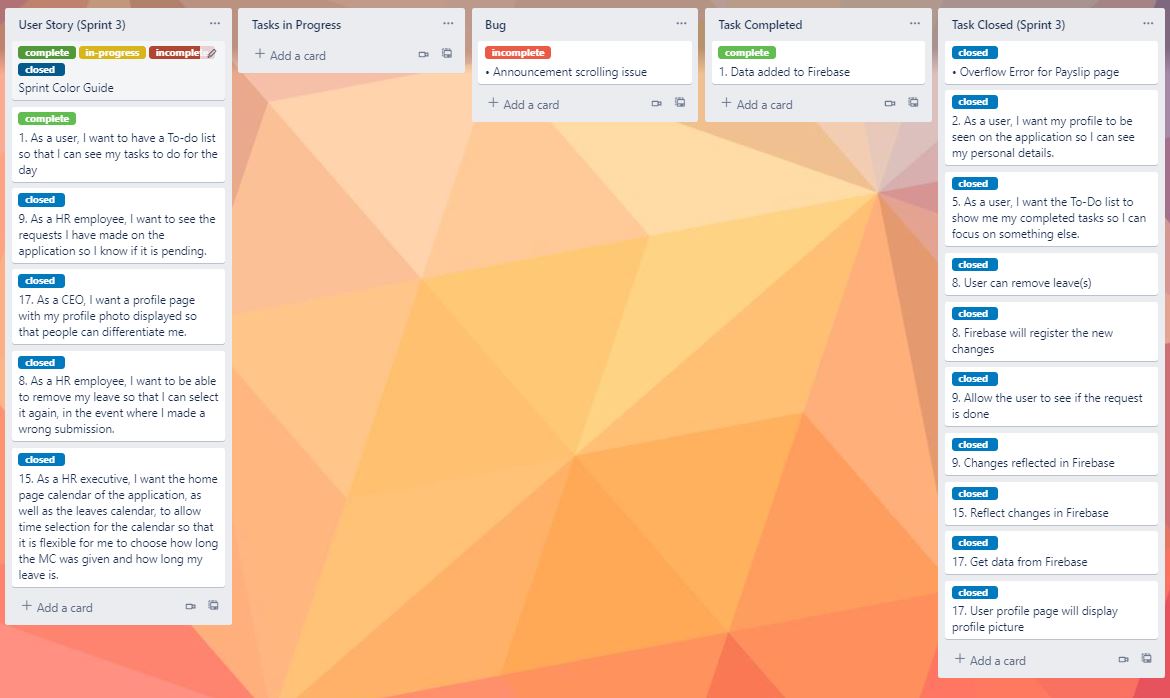 User Story (Sprint 3)
complete
in-progress
closed
Sprint Color Guide
complete
1. As a user, I want to have a To-do list
so that I can see my tasks to do for the
day
closed
9. As a HR employee, I want to see the
requests I have made on the
application so I know if it is pending.
closed
17. As a CEO, I want a profile page
with my profile photo displayed so
that people can differentiate me.
closed
8. As a HR employee, I want to be able
to remove my leave so that I can select
it again, in the event where I made a
wrong submission.
closed
15. As a HR executive, I want the home
page calendar of the application, as
well as the leaves calendar, to allow
time selection for the calendar so that
it is flexible for me to choose how long
the MC was given and how long my
leave is.
+ Add a card
Tasks in Progress
+ Add a card
Bug
incomplete
• Announcement scrolling issue
+ Add a card
Task Completed
complete
1. Data added to Firebase
+ Add a card
Task Closed (Sprint 3)
closed
• Overflow Error for Payslip page
closed
2. As a user, I want my profile to be
seen on the application so I can see
my personal details.
closed
5. As a user, I want the To-Do list to
show me my completed tasks so I can
focus on something else.
closed
8. User can remove leave(s)
closed
8. Firebase will register the new
changes
closed
9. Allow the user to see if the request
is done
closed
9. Changes reflected in Firebase
closed
15. Reflect changes in Firebase
closed
17. Get data from Firebase
closed
17. User profile page will display
profile picture
+ Add a card